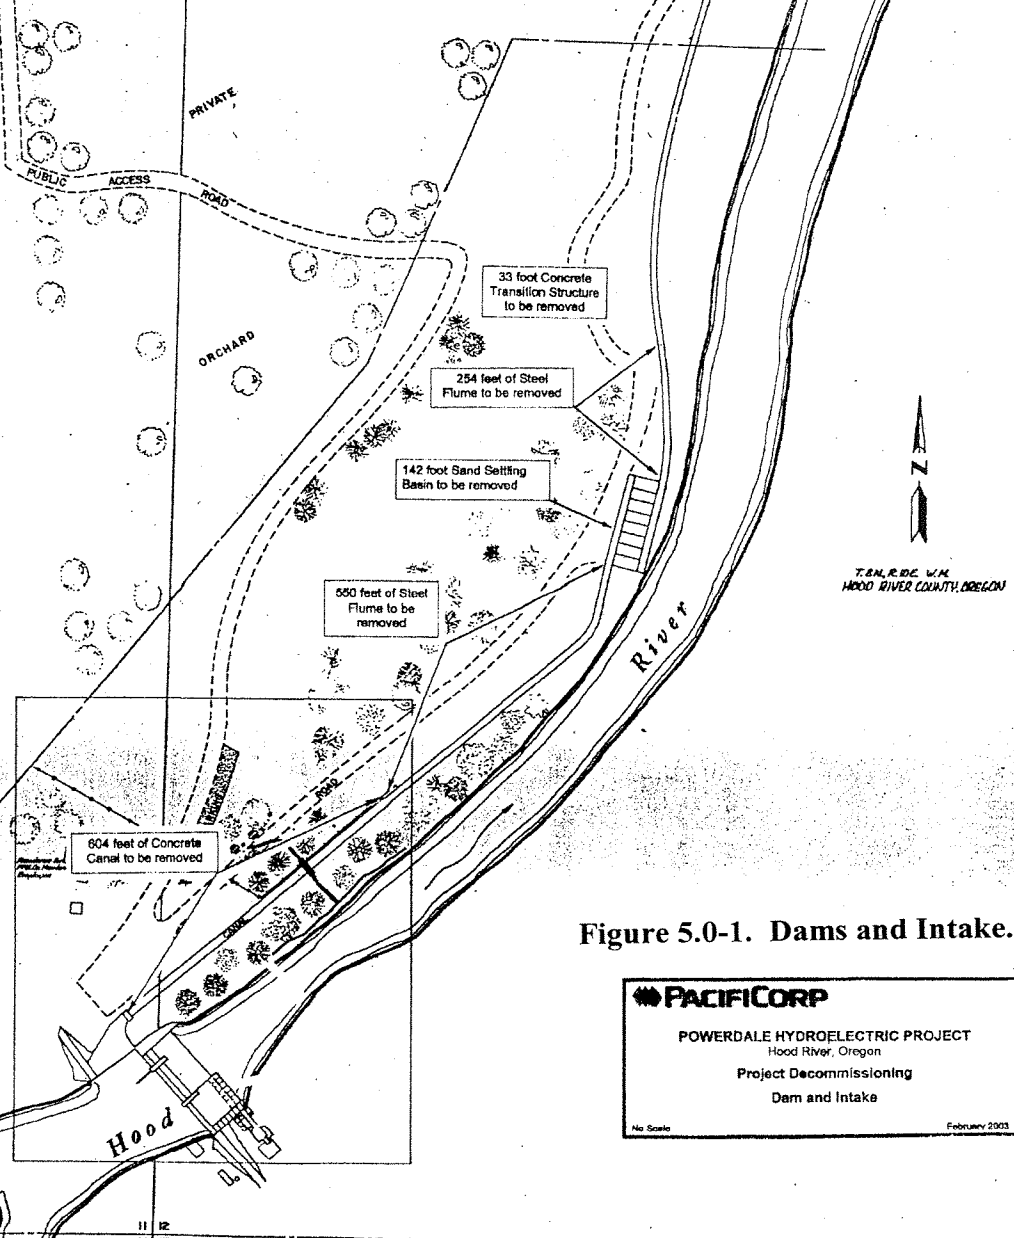 PRIVATE
PUBLIC ACCESS ROAD
33 foot Concrete
Transition Structure
to be removed
ORCHARD
254 feet of Steel
Flume to be removed
142 foot Sand Settling
Basin to be removed
N
T.2N., R.10E. W.M.
HOOD RIVER COUNTY, OREGON
550 feet of Steel
Flume to be
removed
River
ROAD
604 feet of Concrete
Canal to be removed
CANAL
Figure 5.0-1. Dams and Intake.
PACIFICORP
POWERDALE HYDROELECTRIC PROJECT
Hood River, Oregon
Project Decommissioning
Dam and Intake
No Scale
February 2003
Hood
11 12